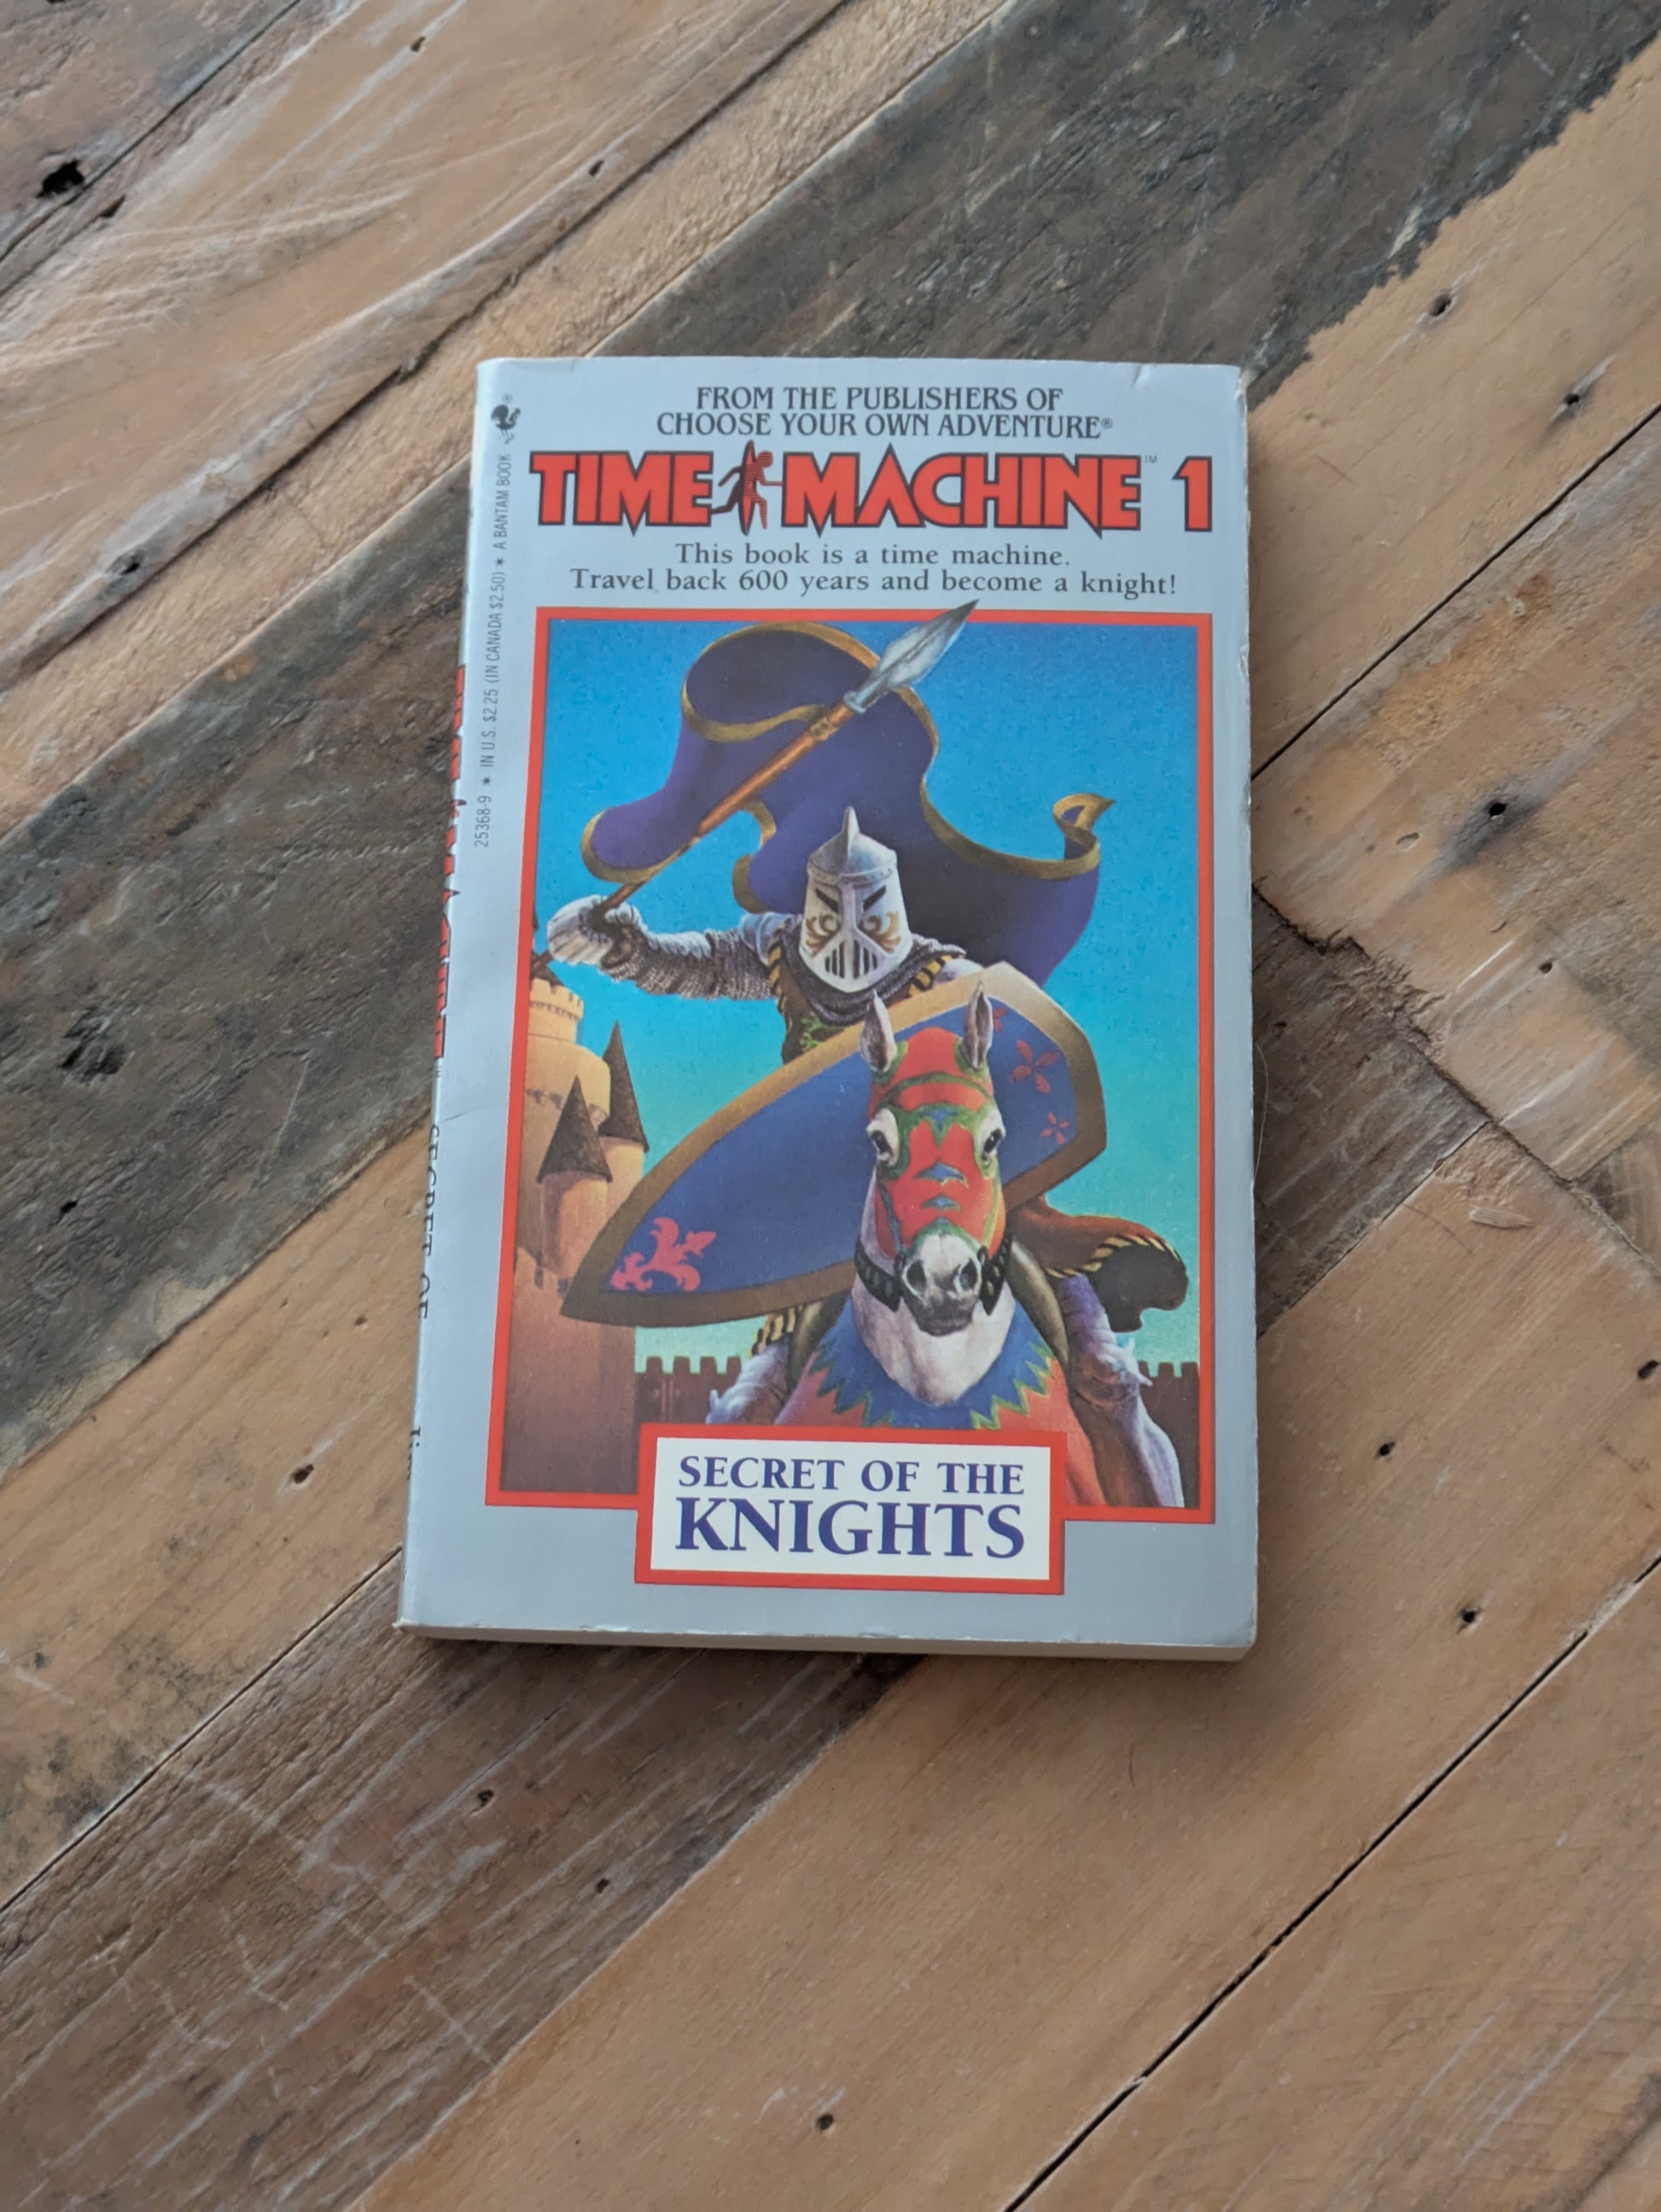 FROM THE PUBLISHERS OF
CHOOSE YOUR OWN ADVENTURE®
TIME MACHINE™ 1
This book is a time machine.
Travel back 600 years and become a knight!
25368-9 * IN U.S. $2.25 (IN CANADA $2.50) * A BANTAM BOOK
SECRET OF THE
KNIGHTS
SECRET OF